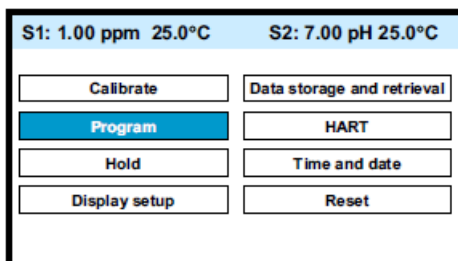 S1: 1.00 ppm 25.0°C S2: 7.00 pH 25.0°C
Calibrate Data storage and retrieval
Program HART
Hold Time and date
Display setup Reset